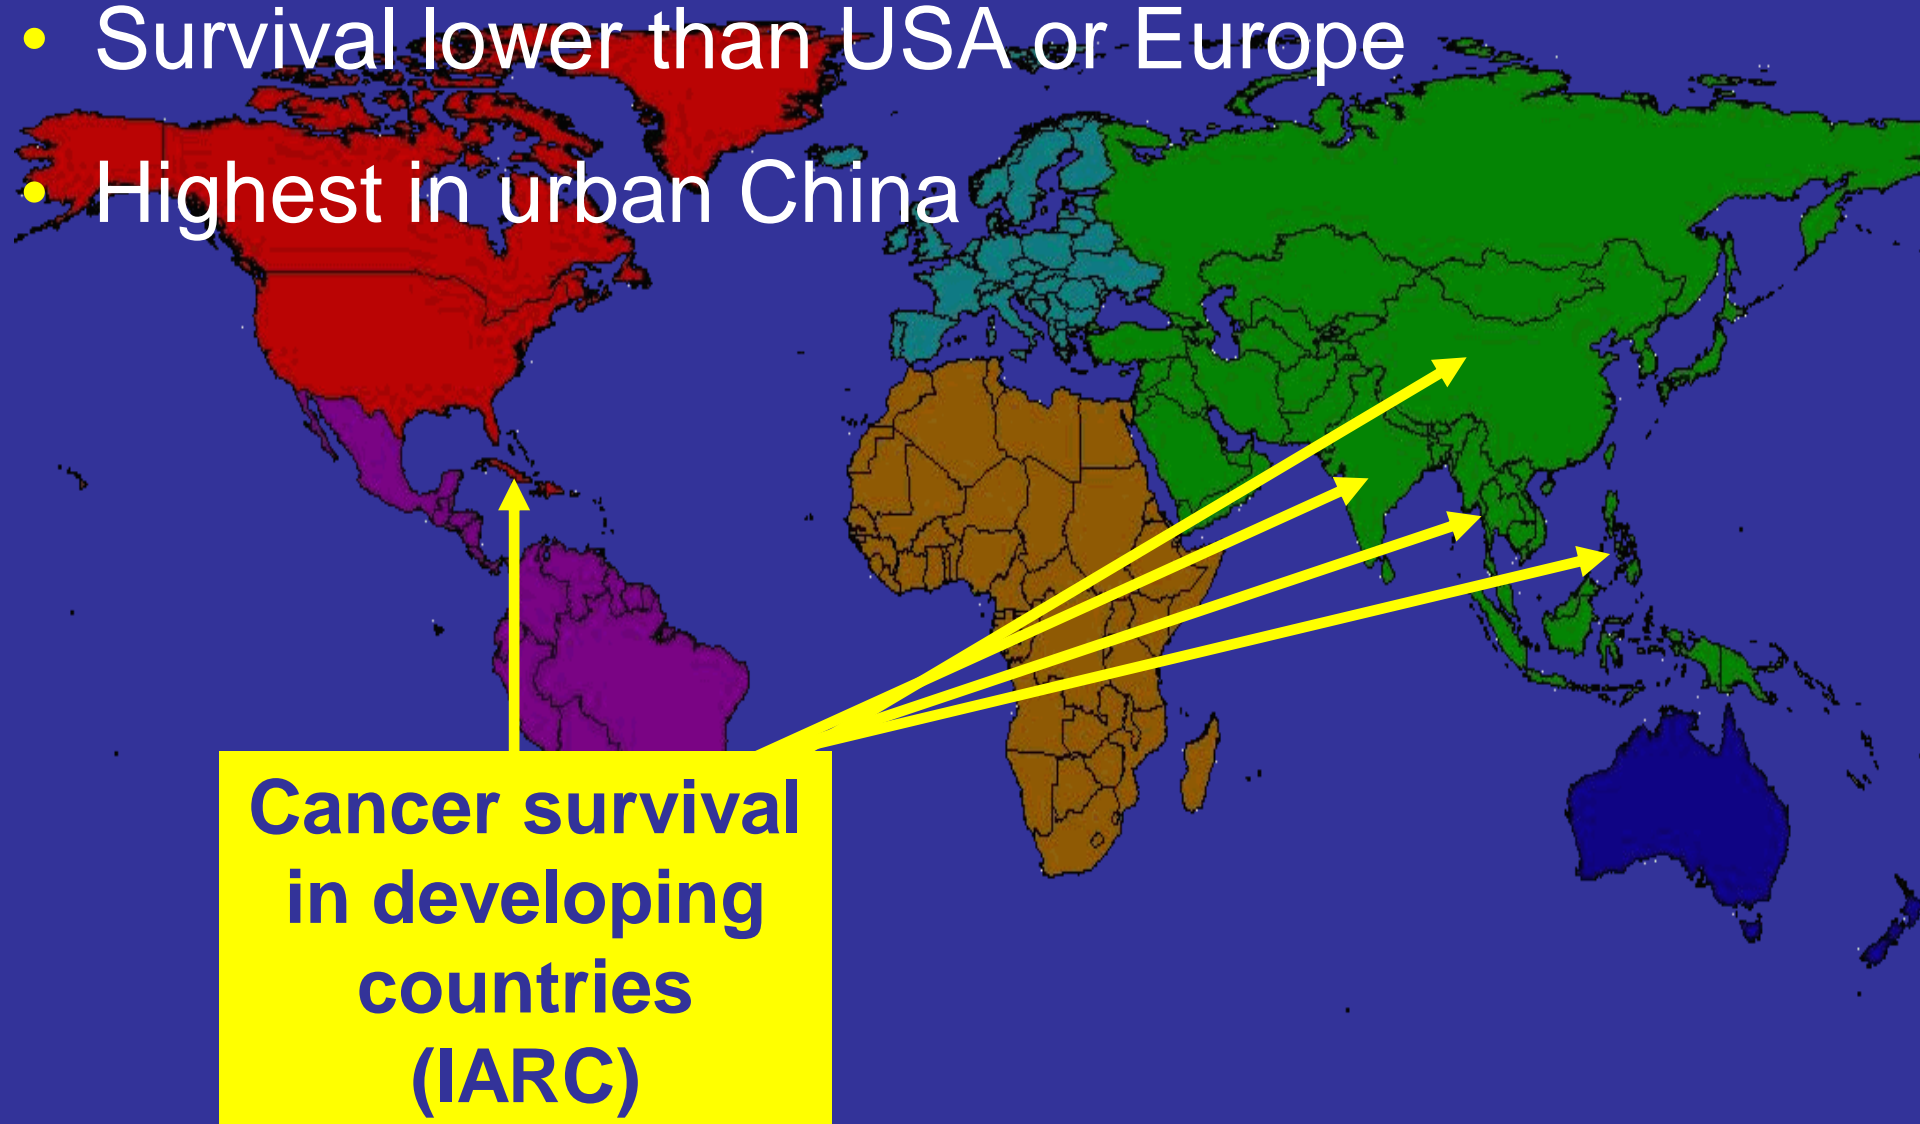 • Survival lower than USA or Europe
• Highest in urban China
Cancer survival
in developing
countries
(IARC)